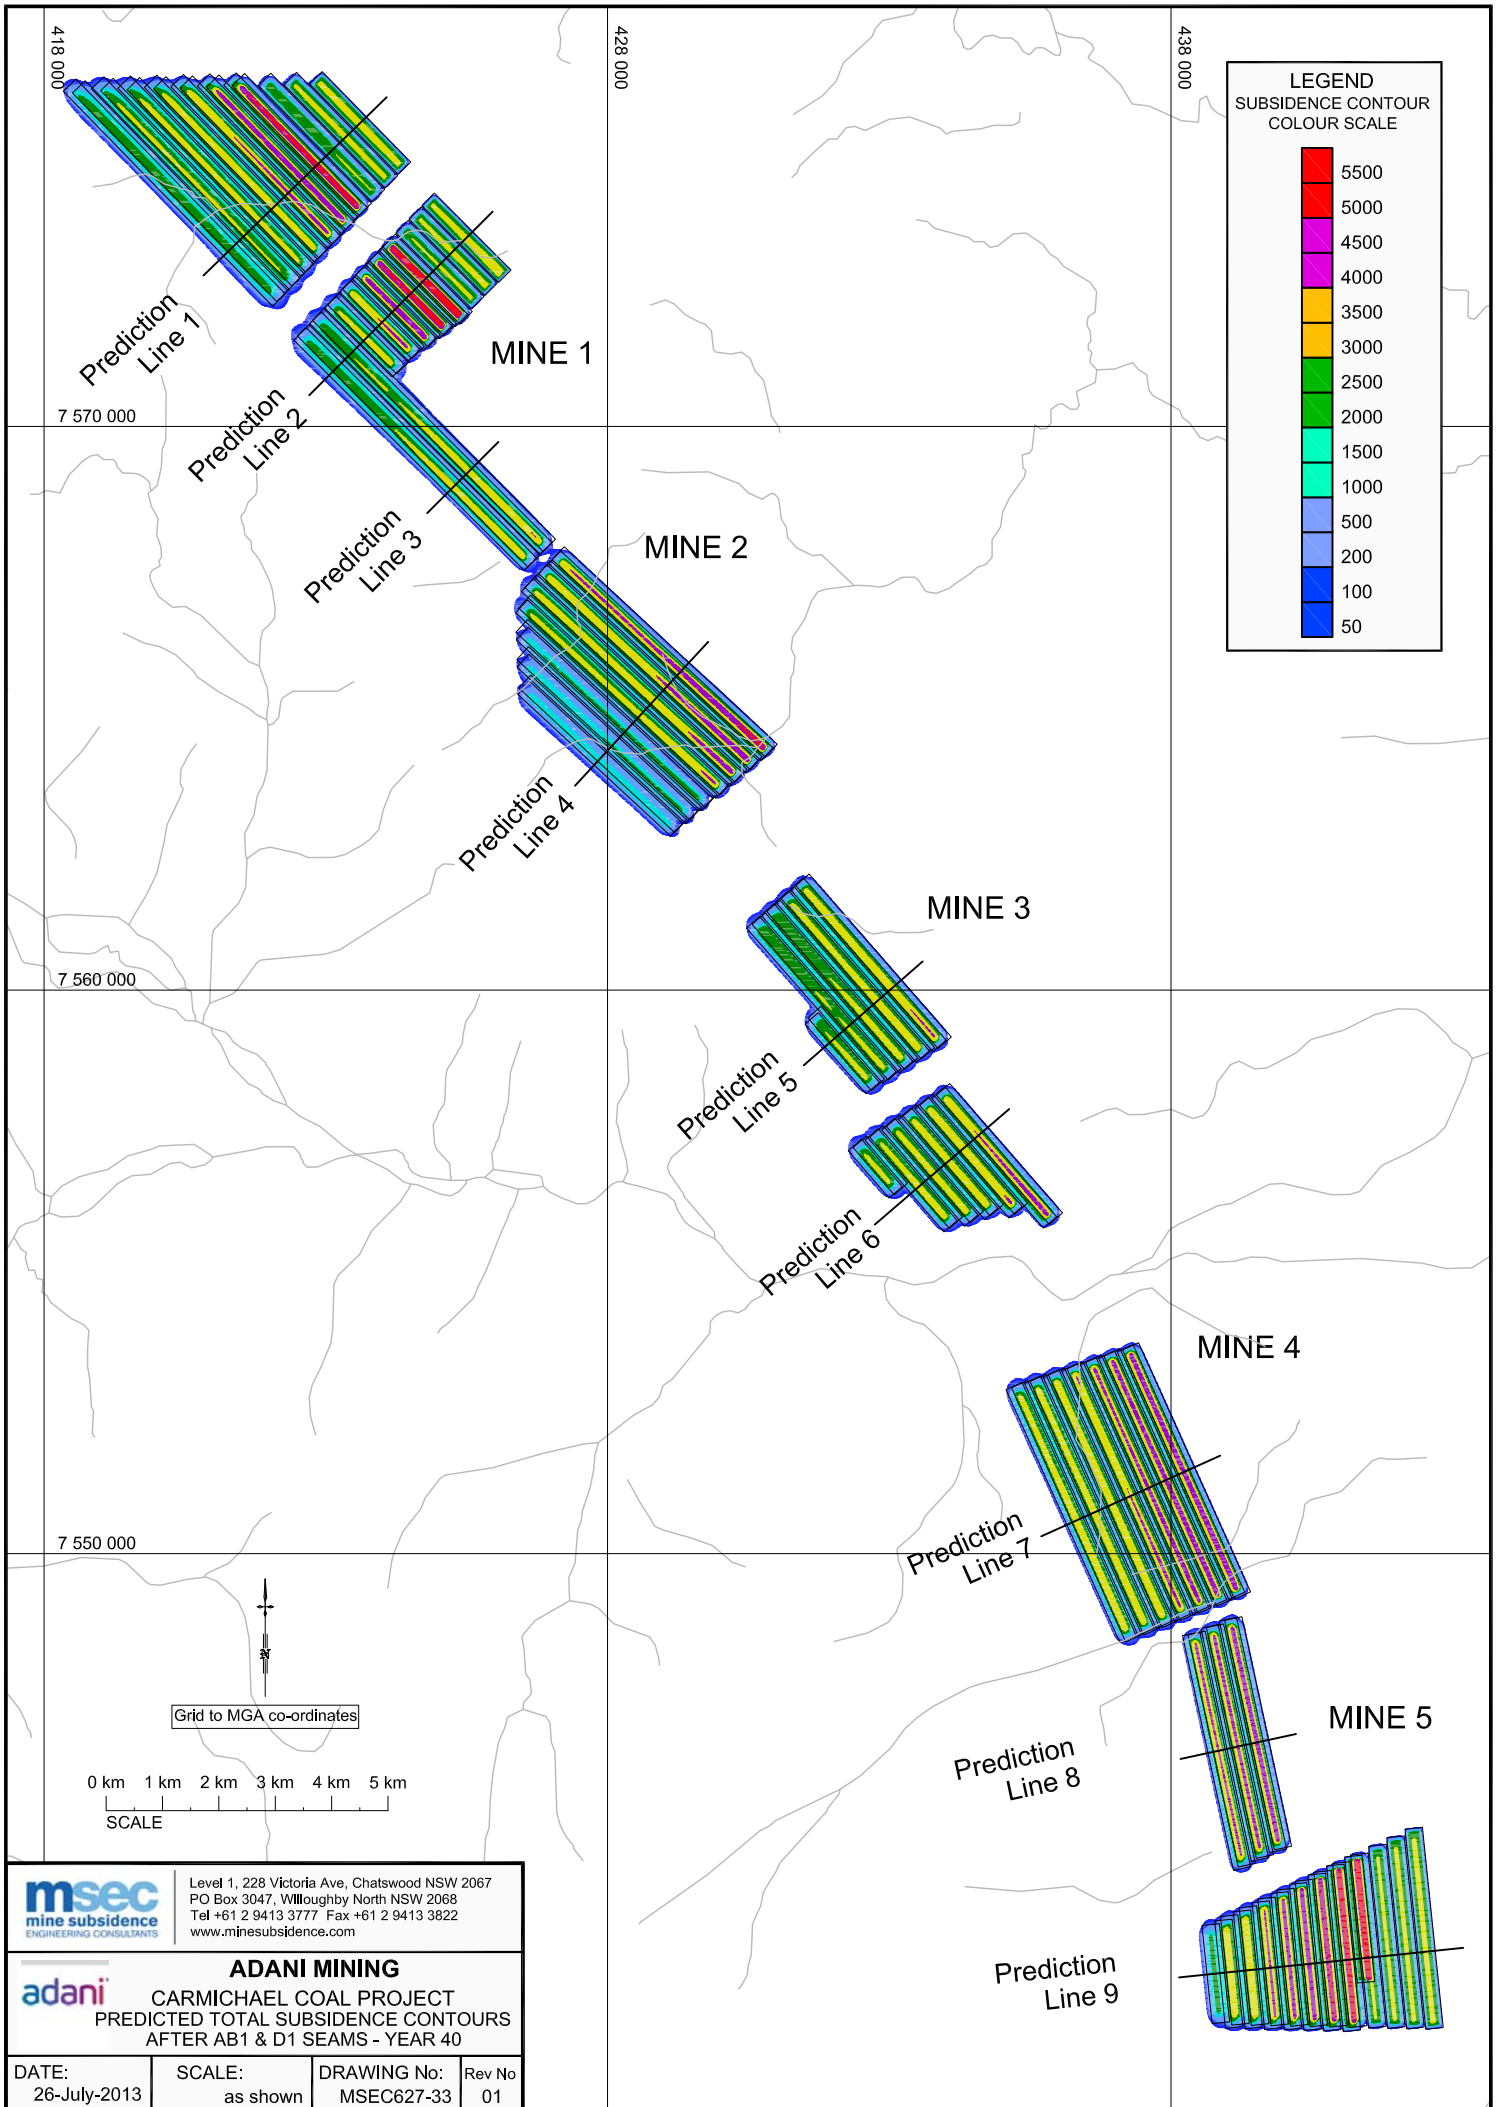 418 000
428 000
438 000
LEGEND
SUBSIDENCE CONTOUR
COLOUR SCALE
5500
5000
4500
4000
3500
3000
2500
2000
1500
1000
500
200
100
50
Prediction
Line 1
MINE 1
7 570 000
Prediction
Line 2
Prediction
Line 3
MINE 2
Prediction
Line 4
MINE 3
7 560 000
Prediction
Line 5
Prediction
Line 6
MINE 4
7 550 000
Prediction
Line 7
N
Grid to MGA co-ordinates
MINE 5
Prediction
Line 8
0 km 1 km 2 km 3 km 4 km 5 km
SCALE
Prediction
Line 9
msec
mine subsidence
ENGINEERING CONSULTANTS
Level 1, 228 Victoria Ave, Chatswood NSW 2067
PO Box 3047, Willoughby North NSW 2068
Tel +61 2 9413 3777 Fax +61 2 9413 3822
www.minesubsidence.com
adani
ADANI MINING
CARMICHAEL COAL PROJECT
PREDICTED TOTAL SUBSIDENCE CONTOURS
AFTER AB1 & D1 SEAMS - YEAR 40
DATE:
26-July-2013
SCALE:
as shown
DRAWING No:
MSEC627-33
Rev No
01